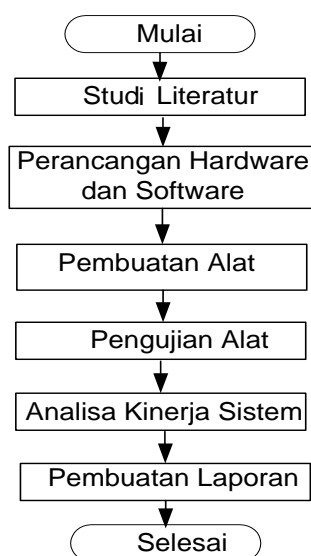 Mulai
Studi Literatur
Perancangan Hardware
dan Software
Pembuatan Alat
Pengujian Alat
Analisa Kinerja Sistem
Pembuatan Laporan
Selesai